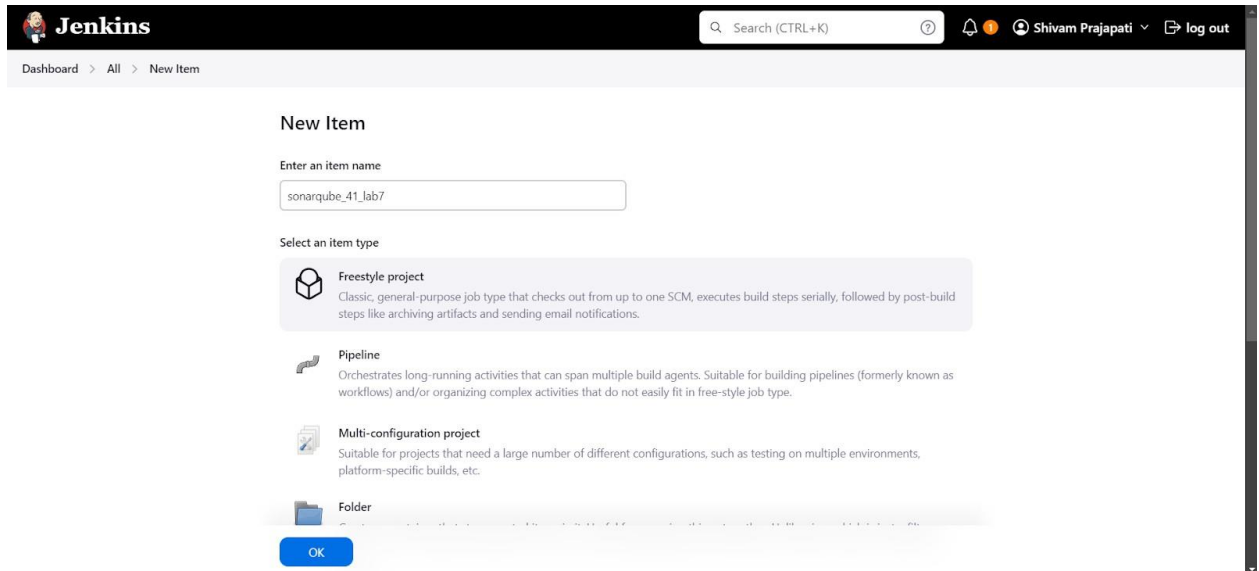 Jenkins
Search (CTRL+K)
1
Shivam Prajapati
log out
Dashboard > All > New Item
New Item
Enter an item name
sonarqube_41_lab7
Select an item type
Freestyle project
Classic, general-purpose job type that checks out from up to one SCM, executes build steps serially, followed by post-build
steps like archiving artifacts and sending email notifications.
Pipeline
Orchestrates long-running activities that can span multiple build agents. Suitable for building pipelines (formerly known as
workflows) and/or organizing complex activities that do not easily fit in free-style job type.
Multi-configuration project
Suitable for projects that need a large number of different configurations, such as testing on multiple environments,
platform-specific builds, etc.
Folder
OK